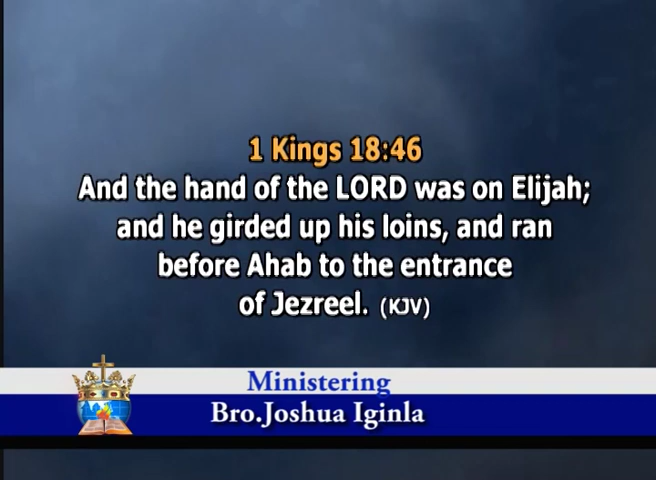 1 Kings 18:46
And the hand of the LORD was on Elijah;
and he girded up his loins, and ran
before Ahab to the entrance
of Jezreel. (KJV)
Ministering
Bro.Joshua Iginla